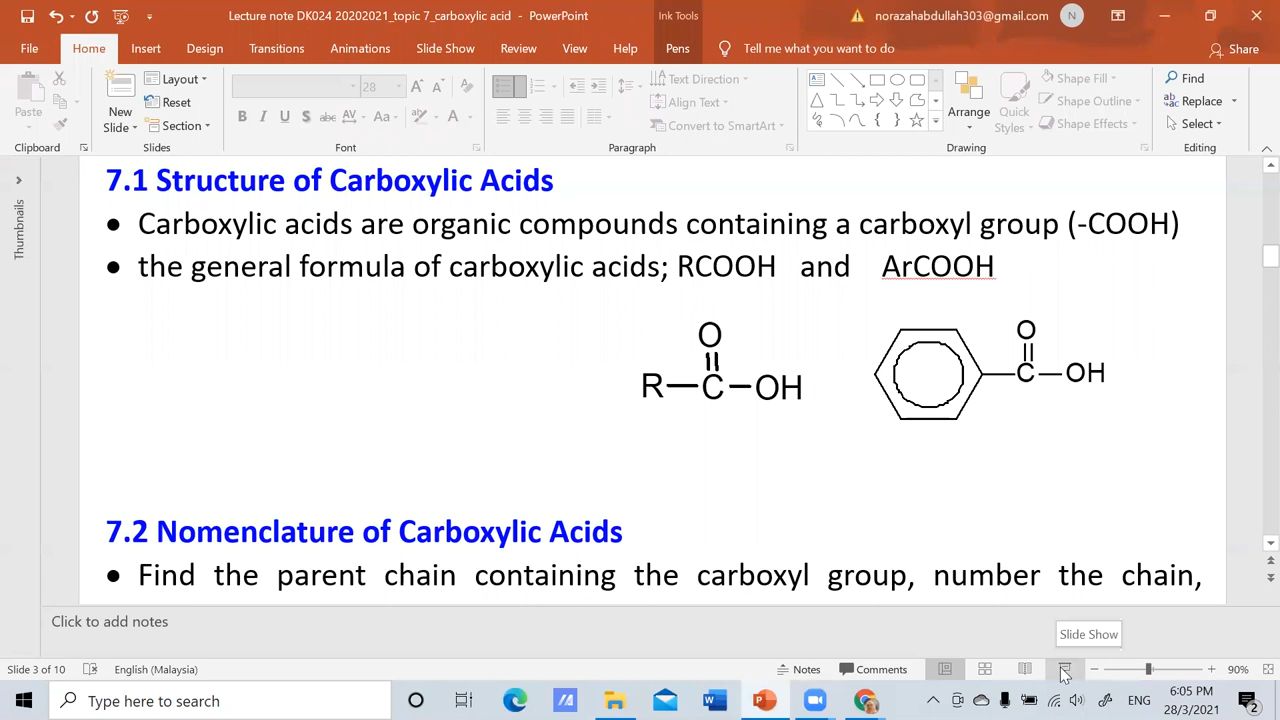 Lecture note DK024 20202021_topic 7_carboxylic acid - PowerPoint
Ink Tools
norazahabdullah303@gmail.com
N
File Home Insert Design Transitions Animations Slide Show Review View Help Pens Tell me what you want to do Share
Paste
New
Slide
Layout
Reset
Section
28
B I U S abc AV Aa A
Text Direction
Align Text
Convert to SmartArt
Arrange
Quick
Styles
Shape Fill
Shape Outline
Shape Effects
Find
Replace
Select
Clipboard Slides Font Paragraph Drawing Editing
Thumbnails
7.1 Structure of Carboxylic Acids
• Carboxylic acids are organic compounds containing a carboxyl group (-COOH)
• the general formula of carboxylic acids; RCOOH and ArCOOH
O
R C OH
O
C OH
7.2 Nomenclature of Carboxylic Acids
• Find the parent chain containing the carboxyl group, number the chain,
Click to add notes
Slide Show
Slide 3 of 10 English (Malaysia) Notes Comments 90%
Type here to search
W P ENG
6:05 PM
28/3/2021
2